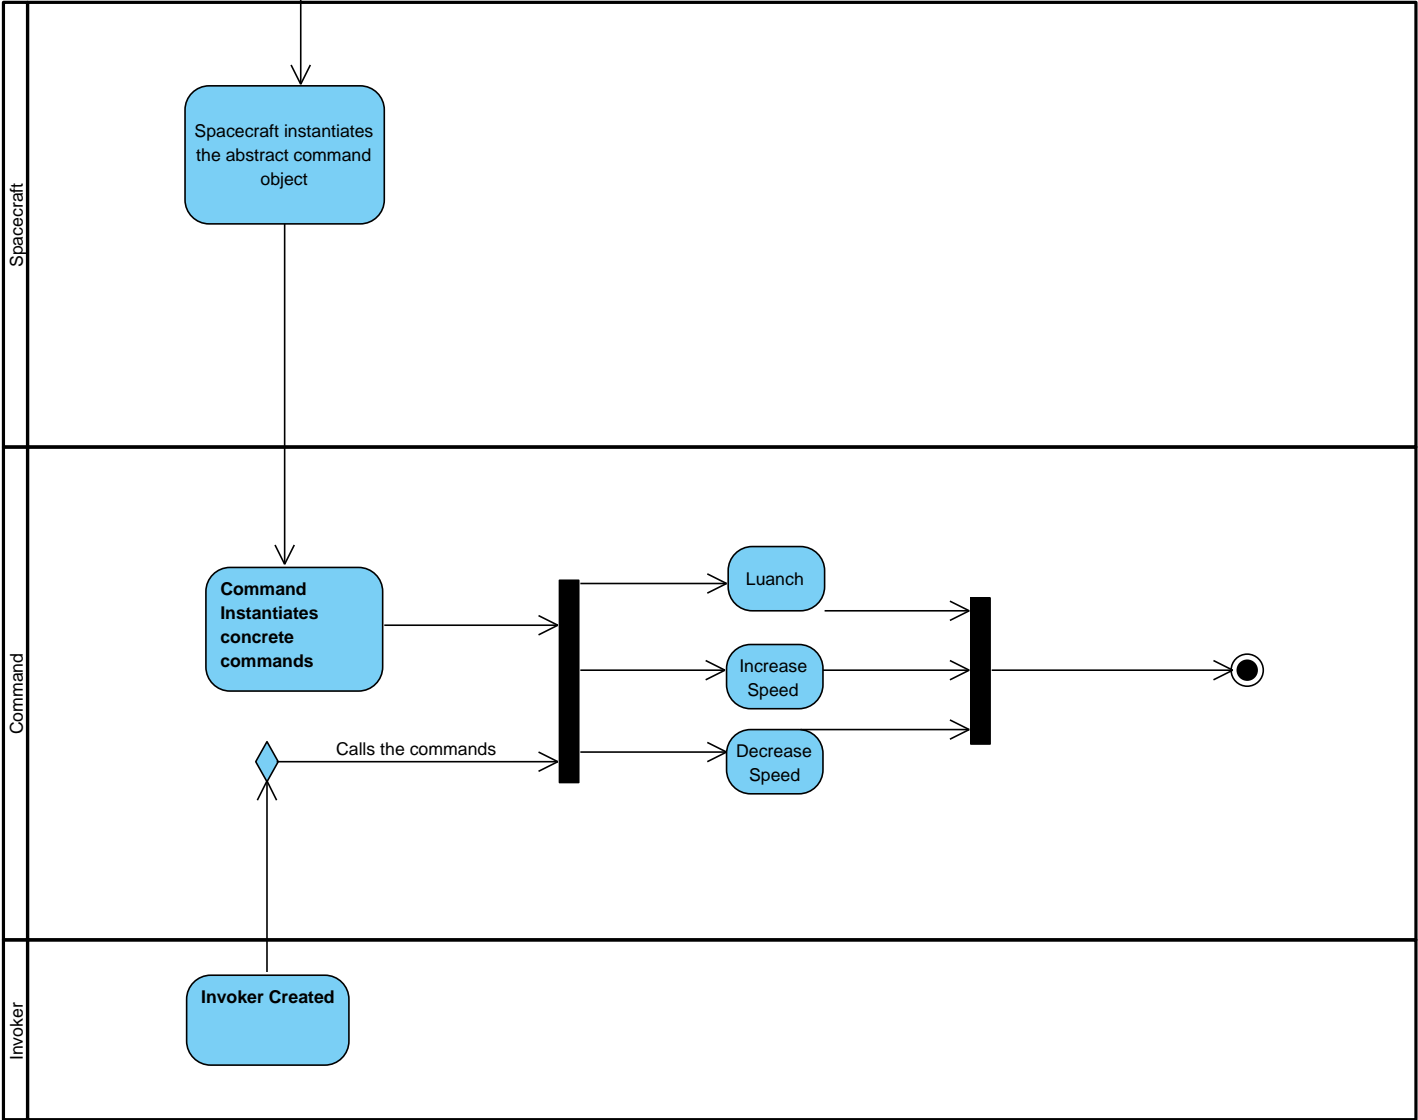 Spacecraft
Spacecraft instantiates
the abstract command
object
Command
Command
Instantiates
concrete
commands
Luanch
Increase
Speed
Decrease
Speed
Calls the commands
Invoker
Invoker Created